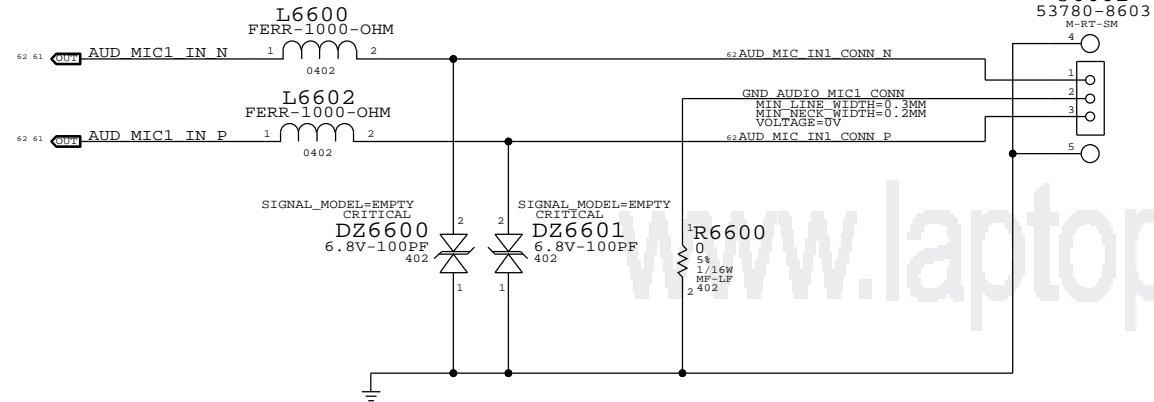 53780-8603
M-RT-SM
L6600
FERR-1000-OHM
62 61 OUT AUD_MIC1_IN_N 1 2
0402
62 AUD_MIC_IN1_CONN_N
4
1
2
3
5
L6602
FERR-1000-OHM
62 61 OUT AUD_MIC1_IN_P 1 2
0402
GND_AUDIO_MIC1_CONN
MIN_LINE_WIDTH=0.3MM
MIN_NECK_WIDTH=0.2MM
VOLTAGE=0V
62 AUD_MIC_IN1_CONN_P
SIGNAL_MODEL=EMPTY
CRITICAL
DZ6600
6.8V-100PF
402
2
1
SIGNAL_MODEL=EMPTY
CRITICAL
DZ6601
6.8V-100PF
402
2
1
1
R6600
0
5%
1/16W
MF-LF
402
2
www.laptop